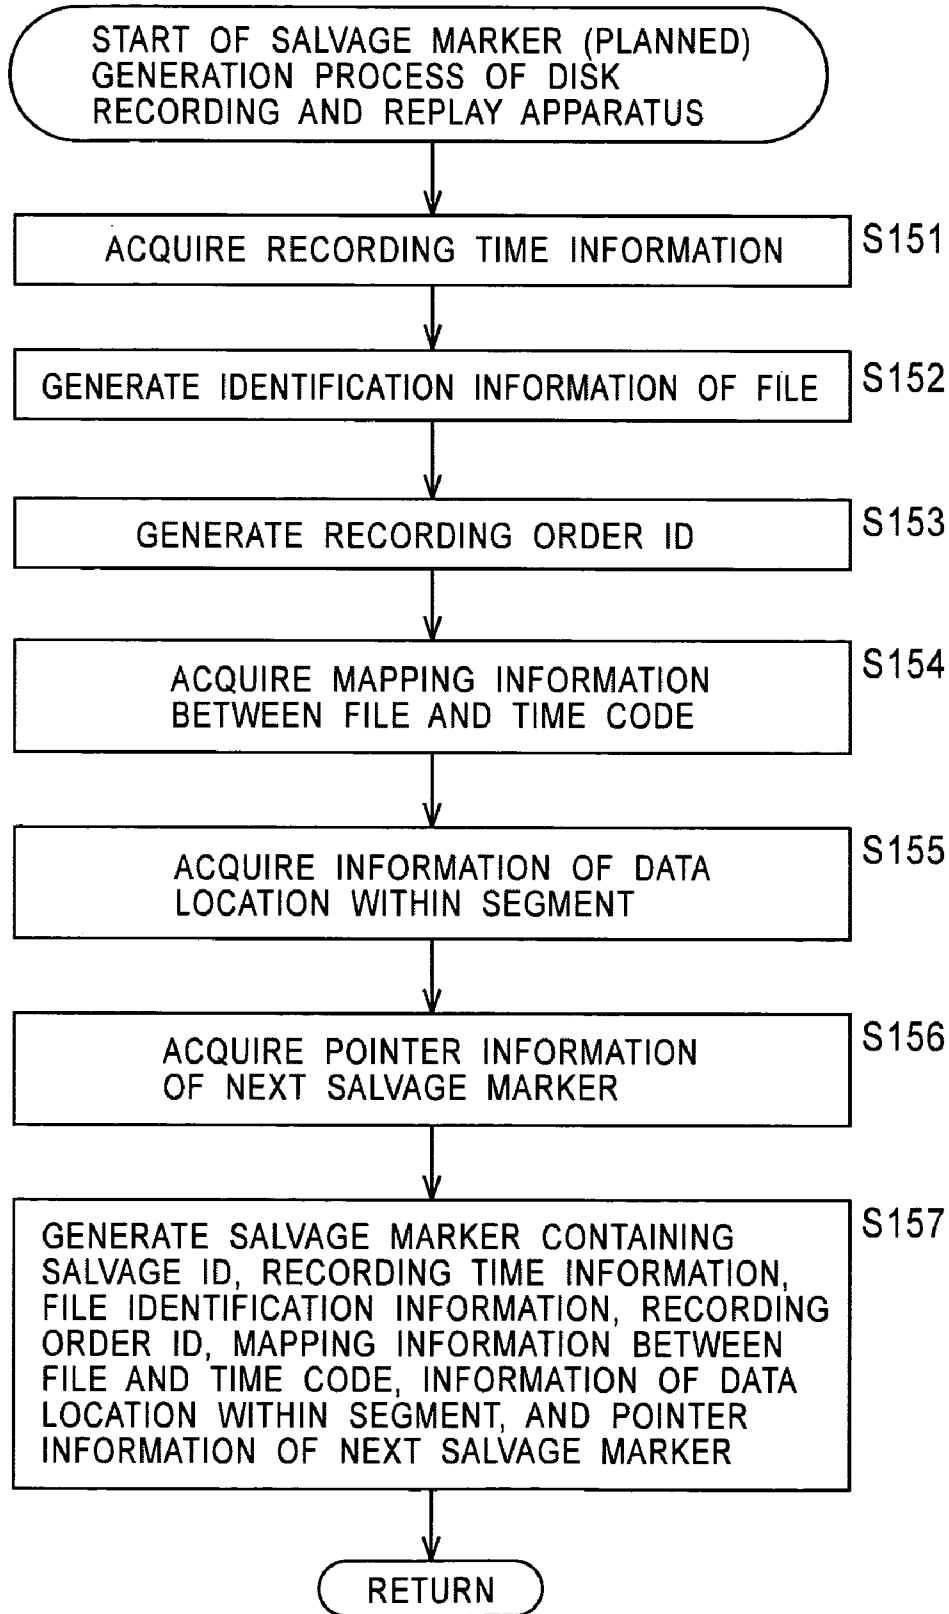 START OF SALVAGE MARKER (PLANNED)
GENERATION PROCESS OF DISK
RECORDING AND REPLAY APPARATUS
ACQUIRE RECORDING TIME INFORMATION
S151
GENERATE IDENTIFICATION INFORMATION OF FILE
S152
GENERATE RECORDING ORDER ID
S153
ACQUIRE MAPPING INFORMATION
BETWEEN FILE AND TIME CODE
S154
ACQUIRE INFORMATION OF DATA
LOCATION WITHIN SEGMENT
S155
ACQUIRE POINTER INFORMATION
OF NEXT SALVAGE MARKER
S156
GENERATE SALVAGE MARKER CONTAINING
SALVAGE ID, RECORDING TIME INFORMATION,
FILE IDENTIFICATION INFORMATION, RECORDING
ORDER ID, MAPPING INFORMATION BETWEEN
FILE AND TIME CODE, INFORMATION OF DATA
LOCATION WITHIN SEGMENT, AND POINTER
INFORMATION OF NEXT SALVAGE MARKER
S157
RETURN